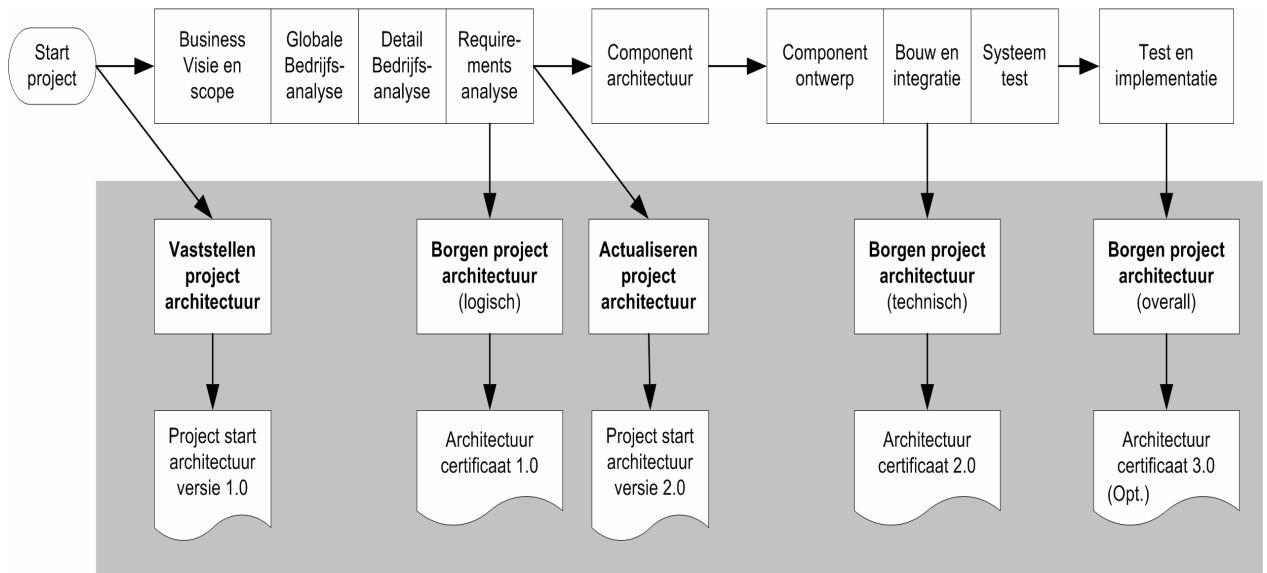 Start
project
Business
Visie en
scope
Globale
Bedrijfs-
analyse
Detail
Bedrijfs-
analyse
Require-
ments
analyse
Component
architectuur
Component
ontwerp
Bouw en
integratie
Systeem
test
Test en
implementatie
Vaststellen
project
architectuur
Borgen project
architectuur
(logisch)
Actualiseren
project
architectuur
Borgen project
architectuur
(technisch)
Borgen project
architectuur
(overall)
Project start
architectuur
versie 1.0
Architectuur
certificaat 1.0
Project start
architectuur
versie 2.0
Architectuur
certificaat 2.0
Architectuur
certificaat 3.0
(Opt.)